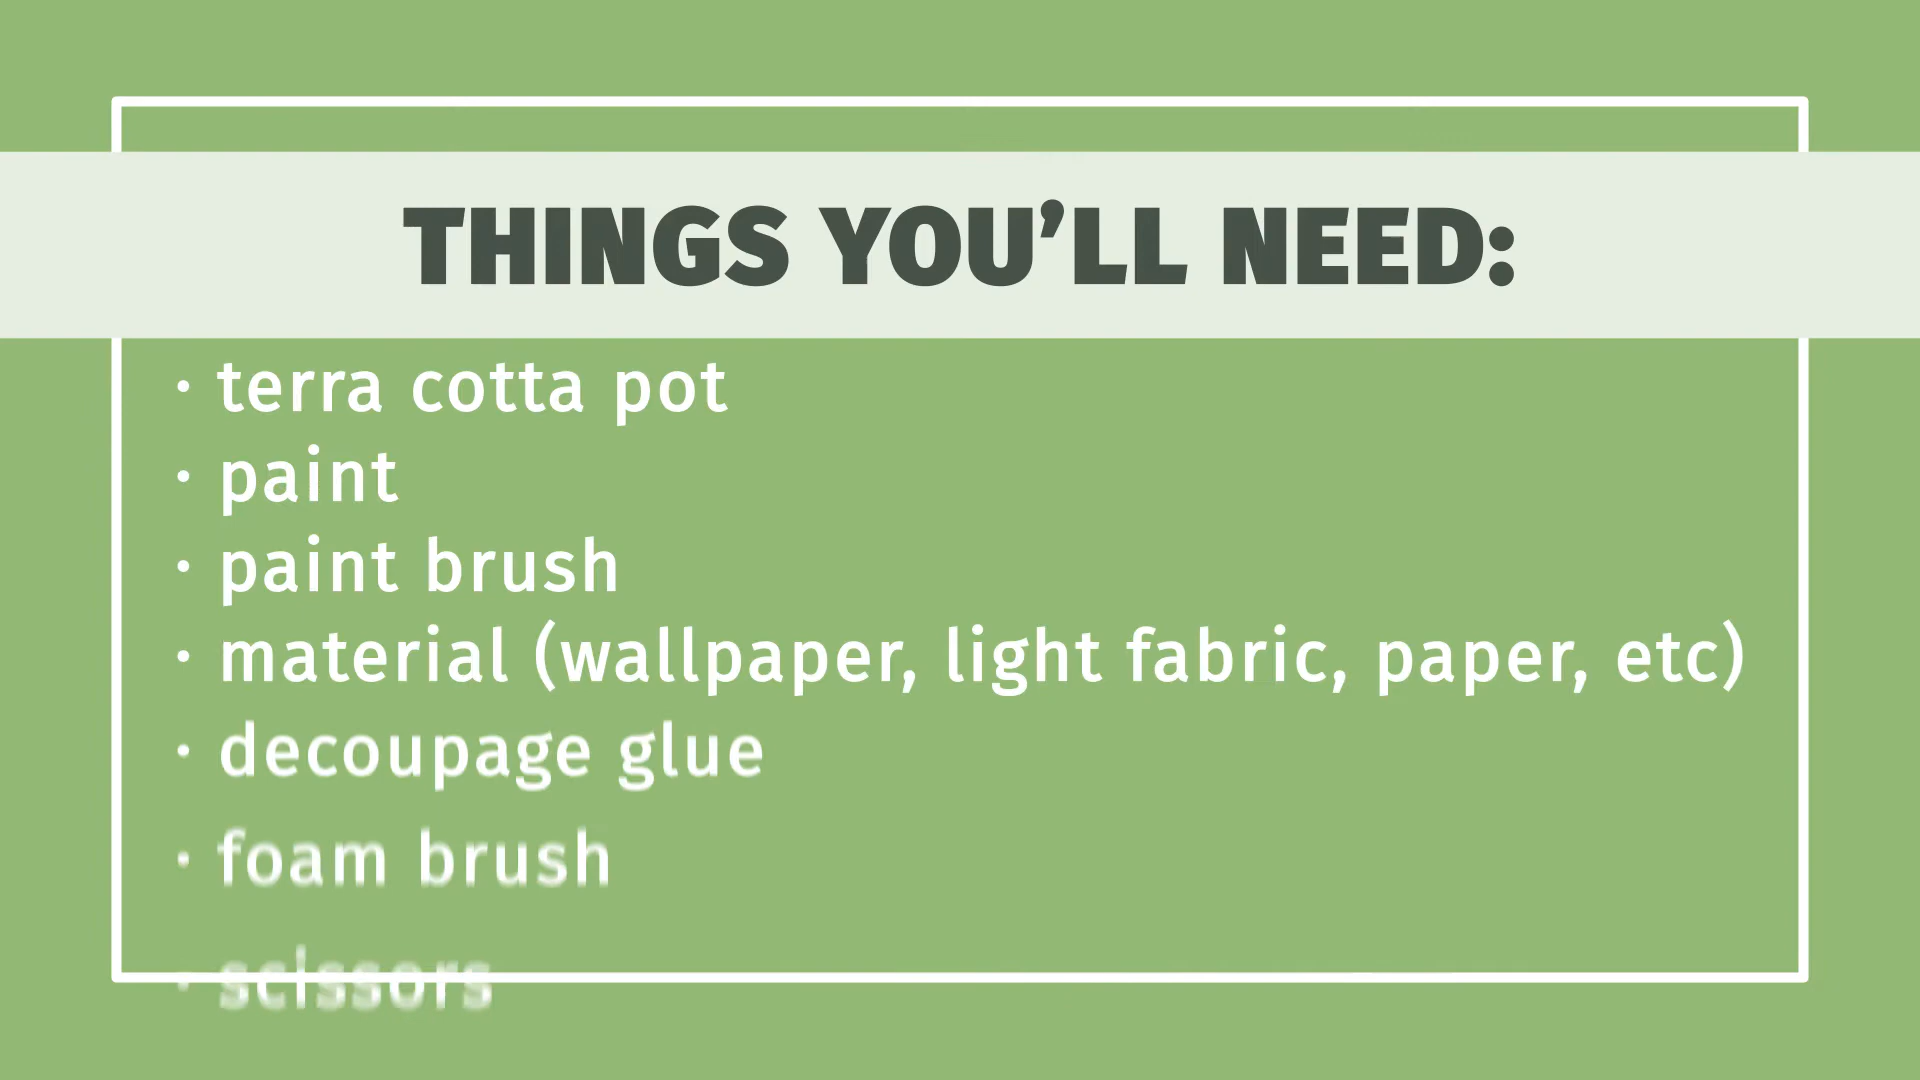 THINGS YOU’LL NEED:
· terra cotta pot
· paint
· paint brush
· material (wallpaper, light fabric, paper, etc)
· decoupage glue
· foam brush
· scissors